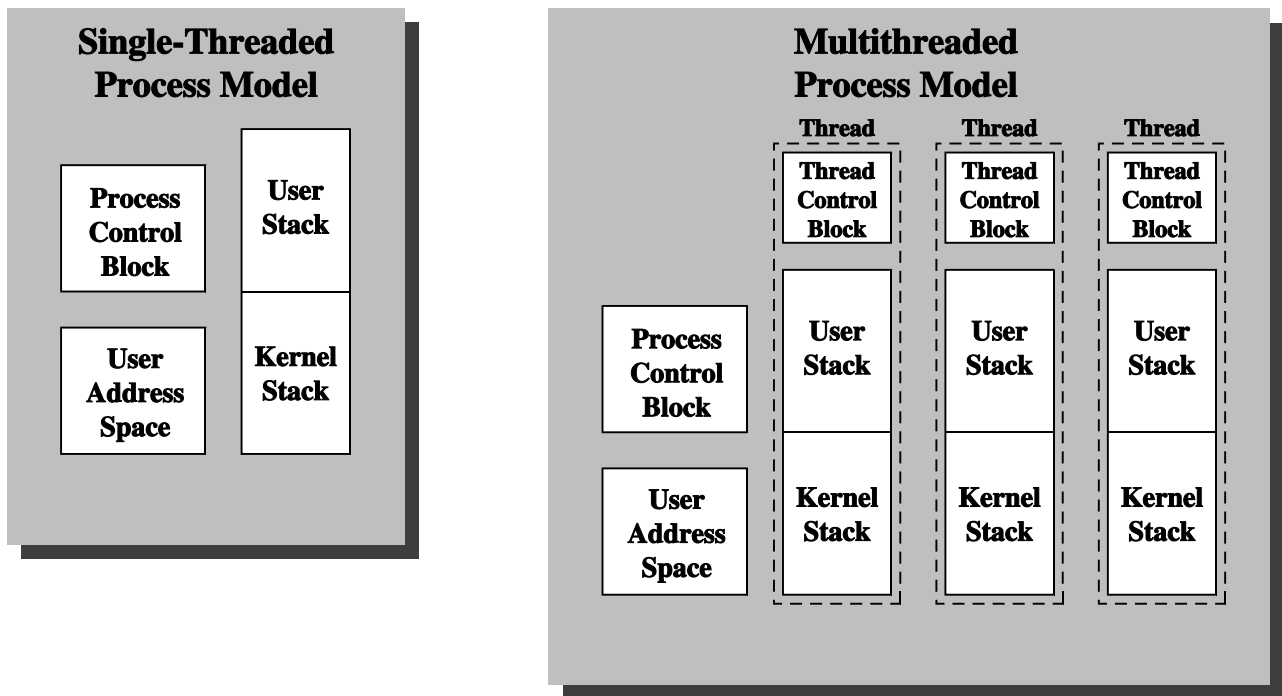 Single-Threaded
Process Model
Process
Control
Block
User
Stack
User
Address
Space
Kernel
Stack
Multithreaded
Process Model
Process
Control
Block
User
Address
Space
Thread
Thread
Control
Block
User
Stack
Kernel
Stack
Thread
Thread
Control
Block
User
Stack
Kernel
Stack
Thread
Thread
Control
Block
User
Stack
Kernel
Stack